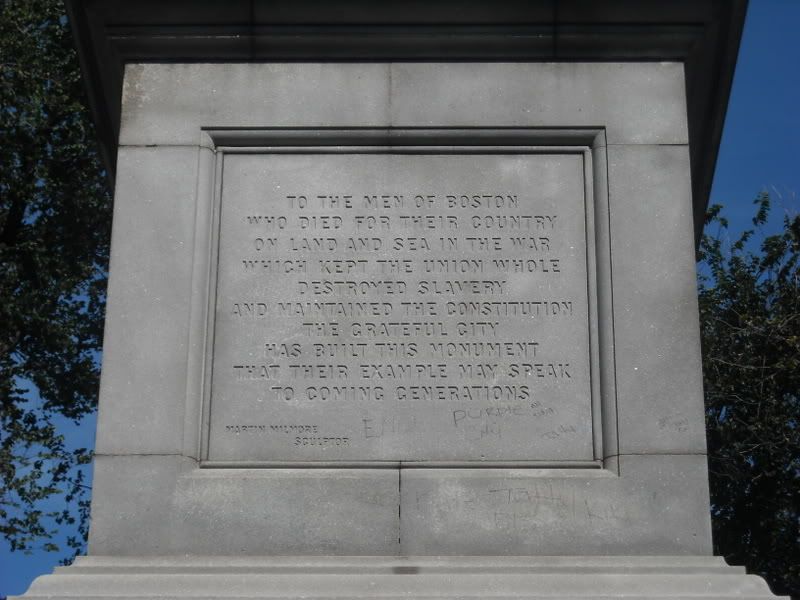 TO THE MEN OF BOSTON
WHO DIED FOR THEIR COUNTRY
ON LAND AND SEA IN THE WAR
WHICH KEPT THE UNION WHOLE
DESTROYED SLAVERY
AND MAINTAINED THE CONSTITUTION
THE GRATEFUL CITY
HAS BUILT THIS MONUMENT
THAT THEIR EXAMPLE MAY SPEAK
TO COMING GENERATIONS
MARTIN MILMORE
SCULPTOR
PURPLE